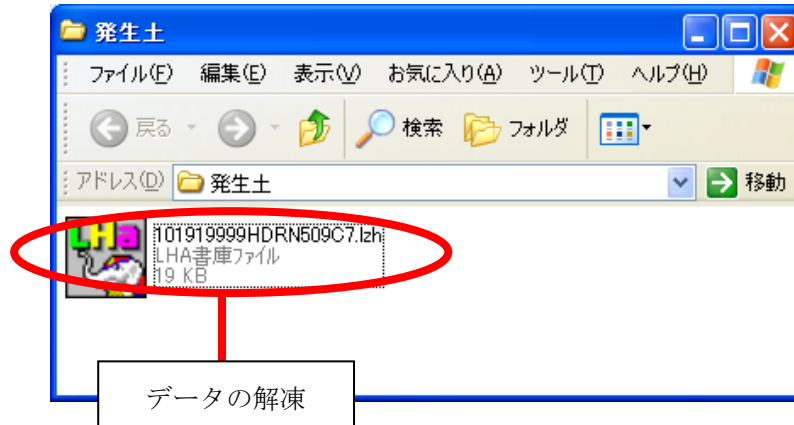 発生土
ファイル(F) 編集(E) 表示(V) お気に入り(A) ツール(T) ヘルプ(H)
戻る 検索 フォルダ
アドレス(D) 発生土 移動
LHa
101919999HDRN509C7.lzh
LHA書庫ファイル
19 KB
データの解凍